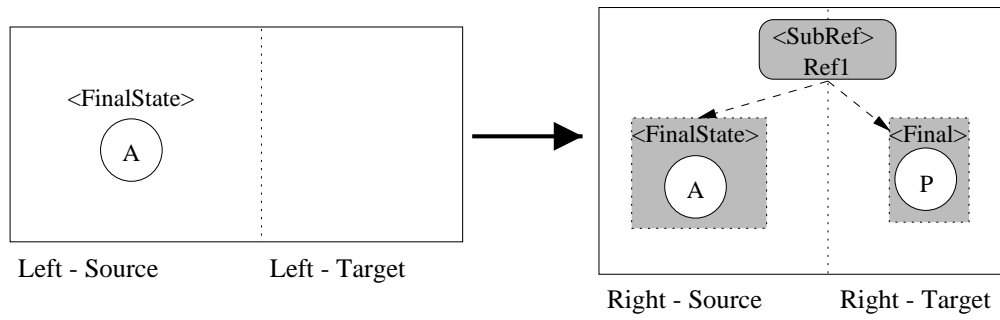 <FinalState>
A
Left - Source
Left - Target
<SubRef>
Ref1
<FinalState>
A
<Final>
P
Right - Source
Right - Target